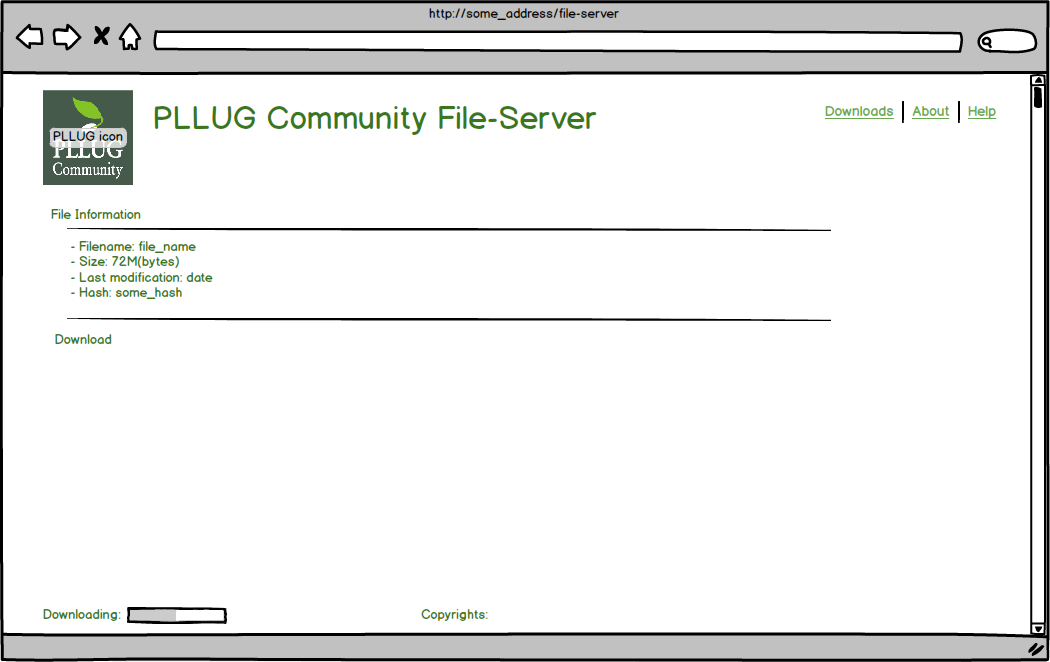 http://some_address/file-server
PLLUG icon
PLLUG
Community
PLLUG Community File-Server
Downloads
About
Help
File Information
- Filename: file_name
- Size: 72M(bytes)
- Last modification: date
- Hash: some_hash
Download
Downloading:
Copyrights: